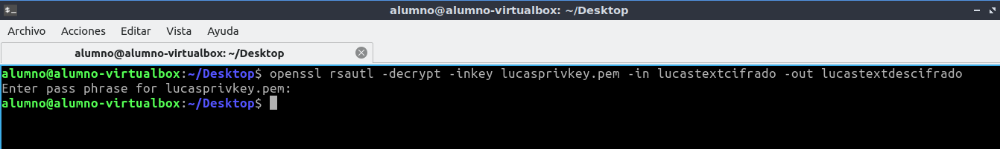 alumno@alumno-virtualbox: ~/Desktop
Archivo Acciones Editar Vista Ayuda
alumno@alumno-virtualbox: ~/Desktop
alumno@alumno-virtualbox:~/Desktop$ openssl rsautl -decrypt -inkey lucasprivkey.pem -in lucastextcifrado -out lucastextdescifrado
Enter pass phrase for lucasprivkey.pem:
alumno@alumno-virtualbox:~/Desktop$